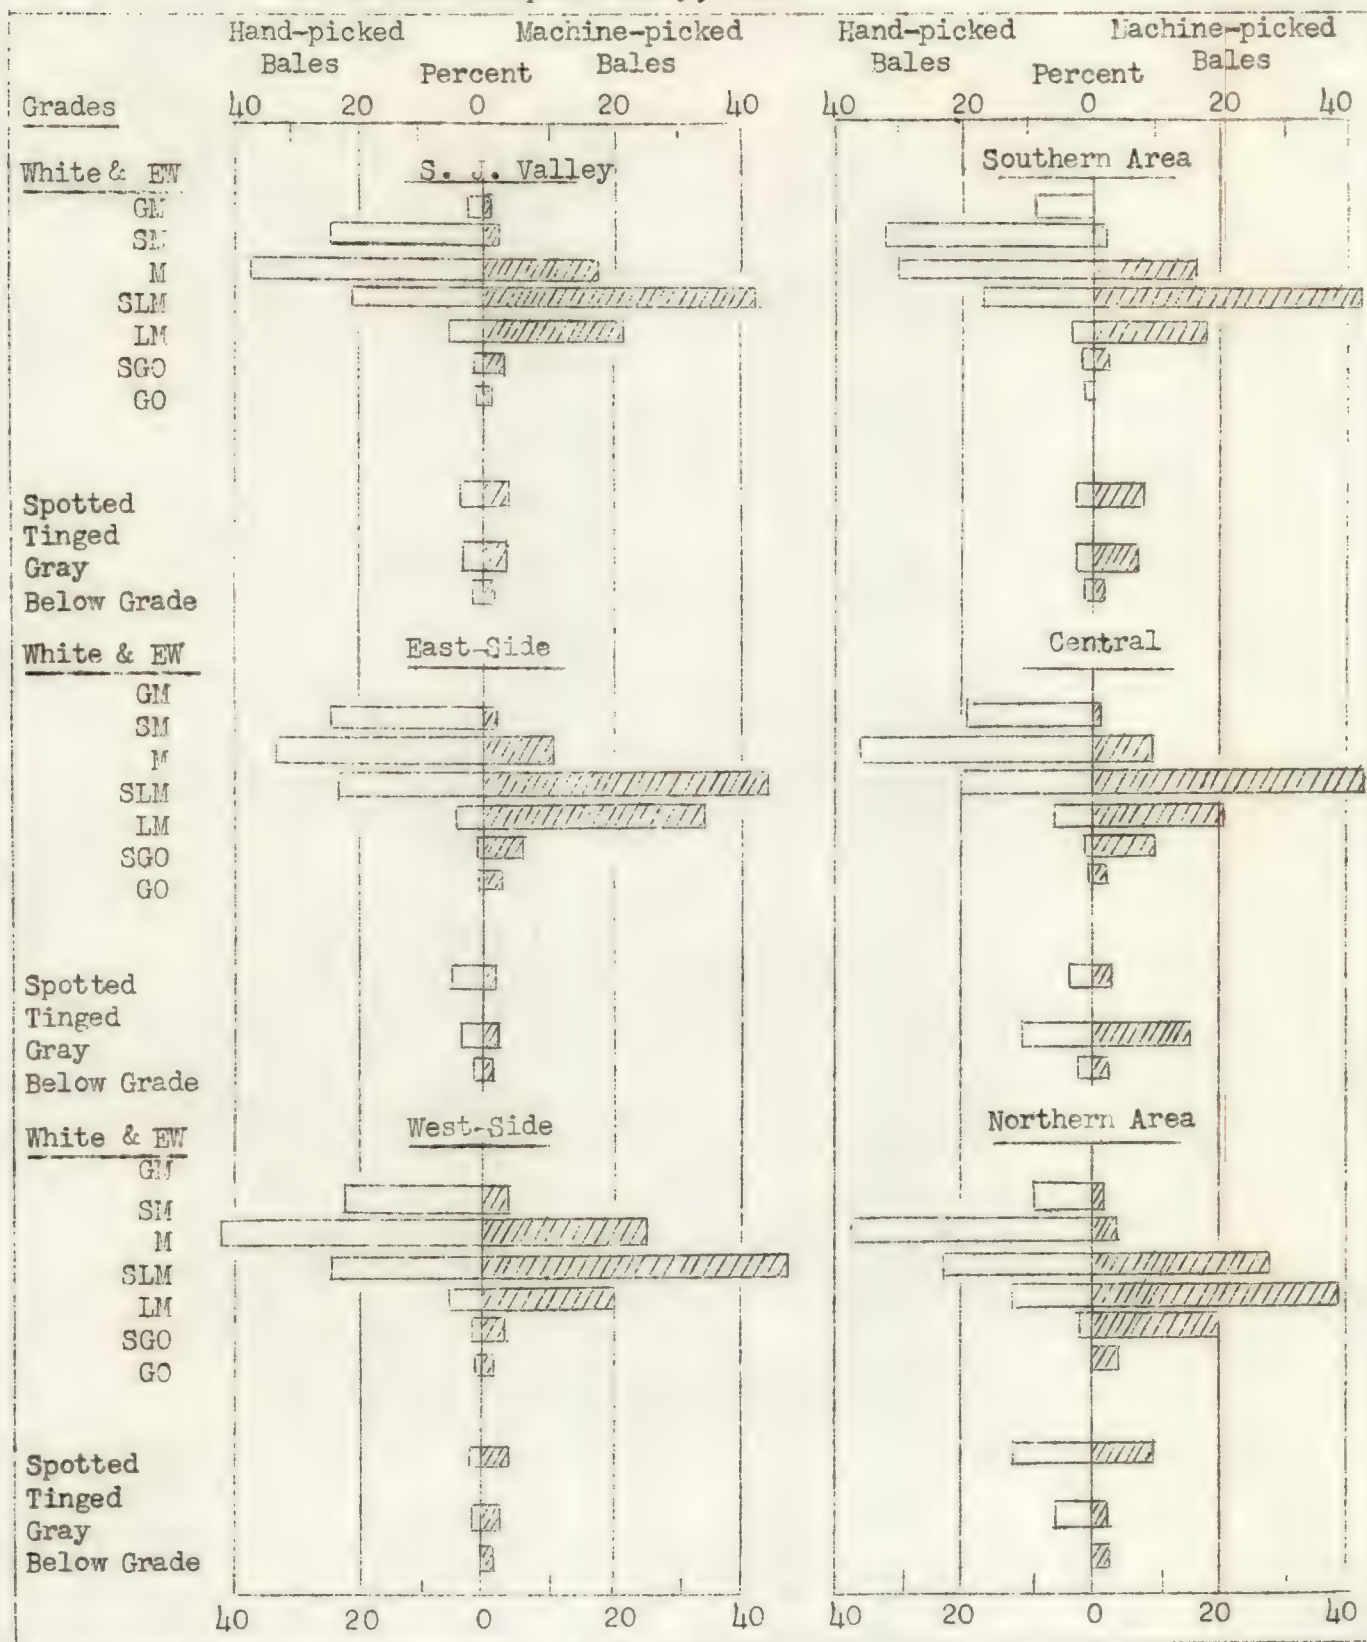 Hand-picked Machine-picked Hand-picked Machine-picked
Bales Percent Bales Bales Percent Bales
Grades 40 20 0 20 40 40 20 0 20 40
White & EW S. J. Valley Southern Area
GM
SM
M
SLM
LM
SGO
GO
Spotted
Tinged
Gray
Below Grade
White & EW East-Side Central
GM
SM
M
SLM
LM
SGO
GO
Spotted
Tinged
Gray
Below Grade
White & EW West-Side Northern Area
GM
SM
M
SLM
LM
SGO
GO
Spotted
Tinged
Gray
Below Grade
40 20 0 20 40 40 20 0 20 40